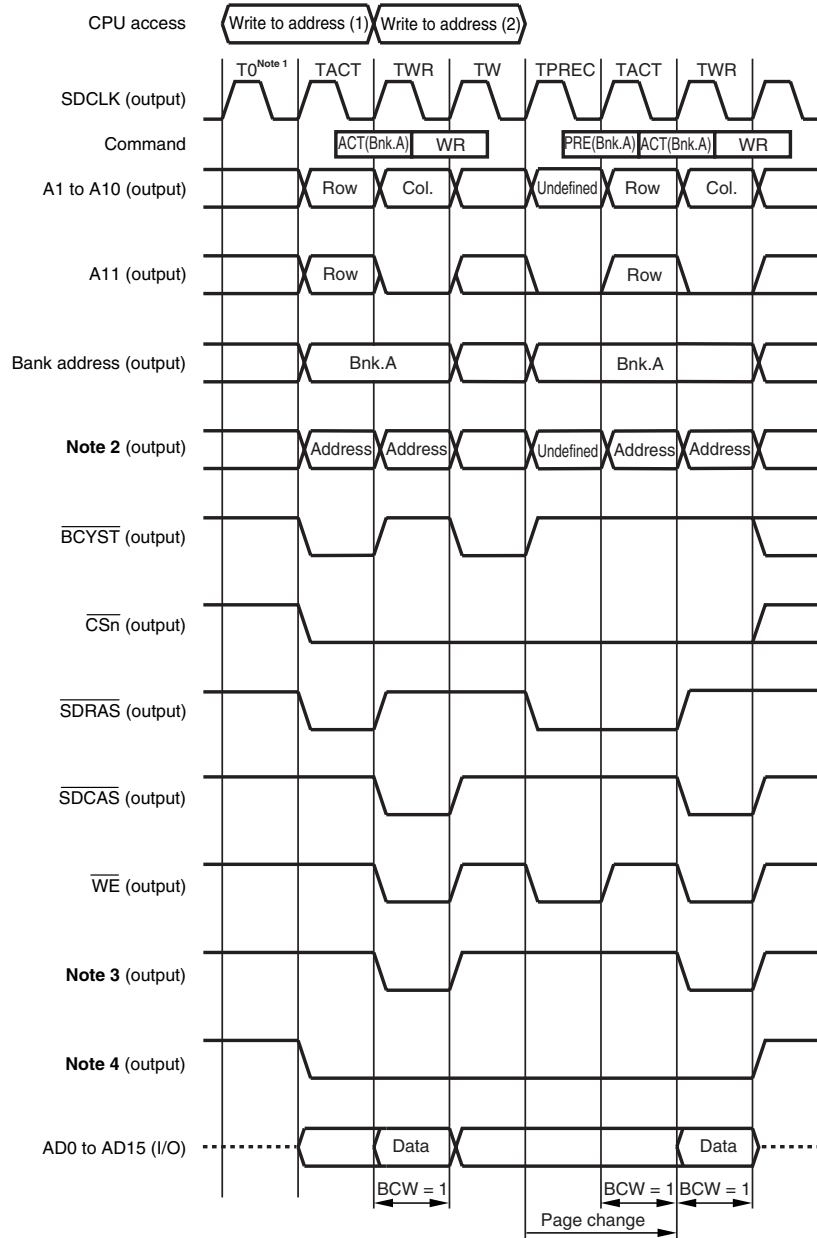 CPU access Write to address (1) Write to address (2)
T0Note 1 TACT TWR TW TPREC TACT TWR
SDCLK (output)
Command ACT(Bnk.A) WR PRE(Bnk.A) ACT(Bnk.A) WR
A1 to A10 (output) Row Col. Undefined Row Col.
A11 (output) Row Row
Bank address (output) Bnk.A Bnk.A
Note 2 (output) Address Address Undefined Address Address
BCYST (output)
CSn (output)
SDRAS (output)
SDCAS (output)
WE (output)
Note 3 (output)
Note 4 (output)
AD0 to AD15 (I/O) Data Data
BCW = 1 BCW = 1 BCW = 1
Page change